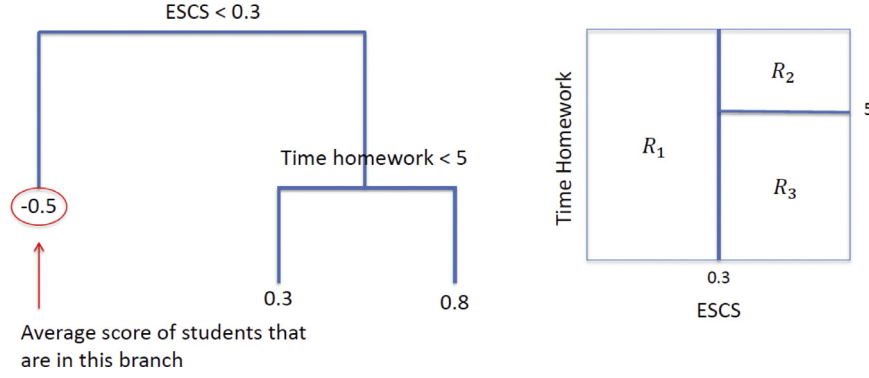 ESCS < 0.3
Time homework < 5
-0.5
0.3
0.8
Average score of students that
are in this branch
Time Homework
R₁
R₂
R₃
5
0.3
ESCS